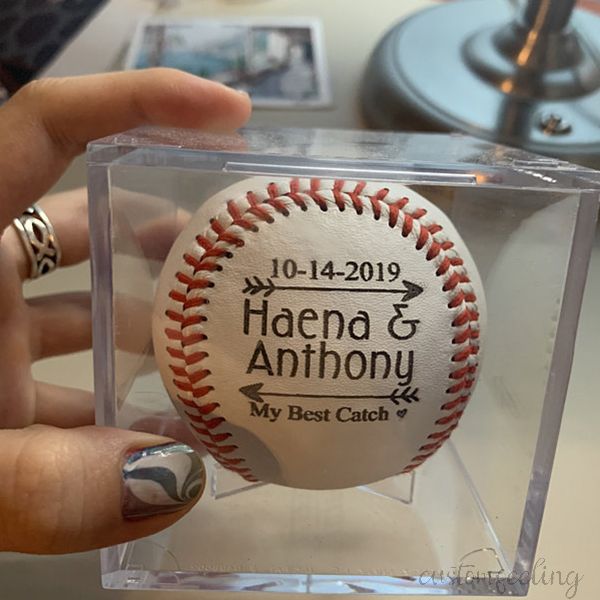 10-14-2019
Haena &
Anthony
My Best Catch
customfeeling